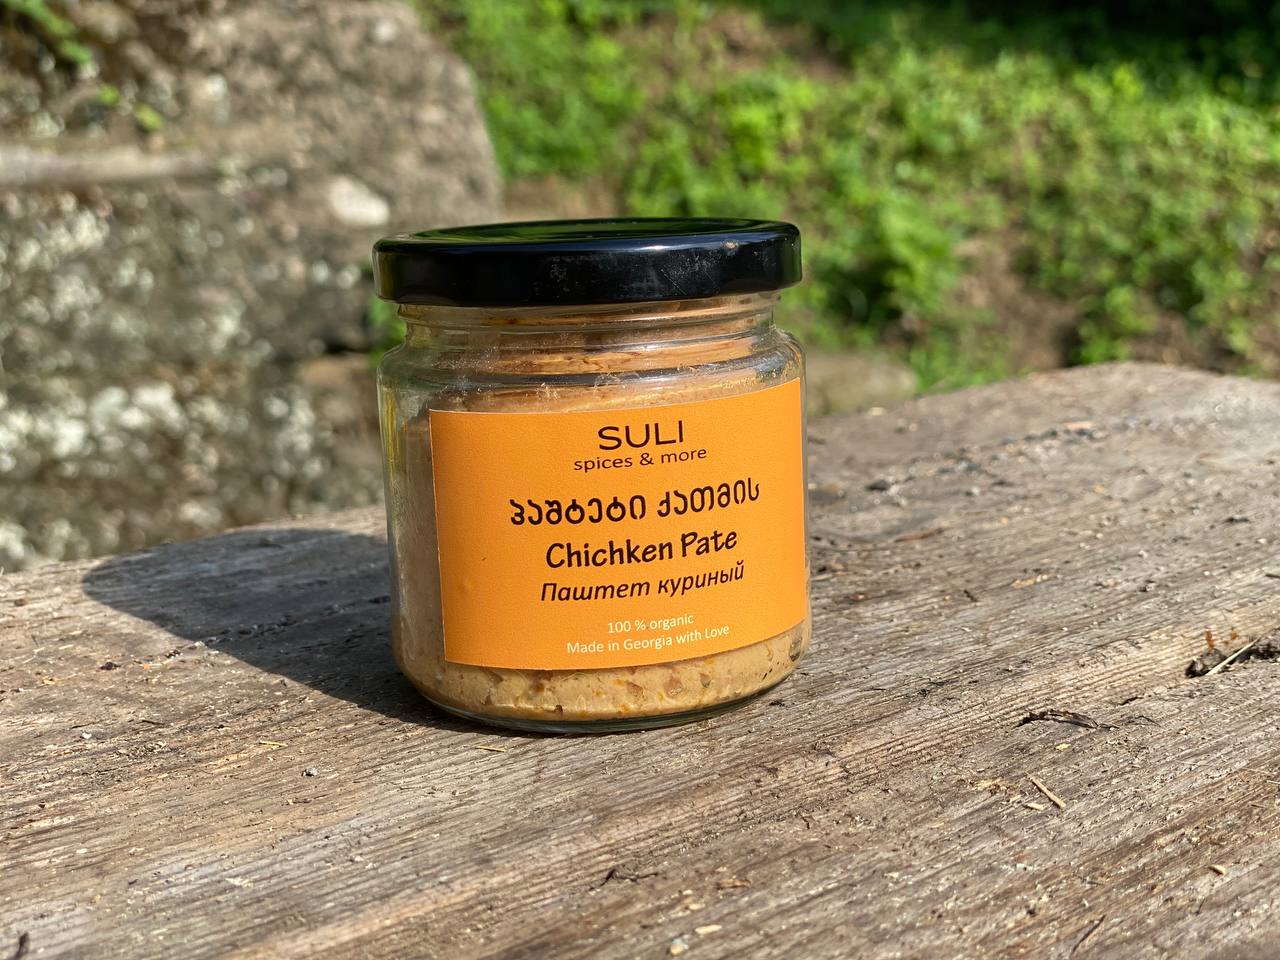 SULI
spices & more
პაშტეტი ქათმის
Chichken Pate
Паштет куриный
100 % organic
Made in Georgia with Love